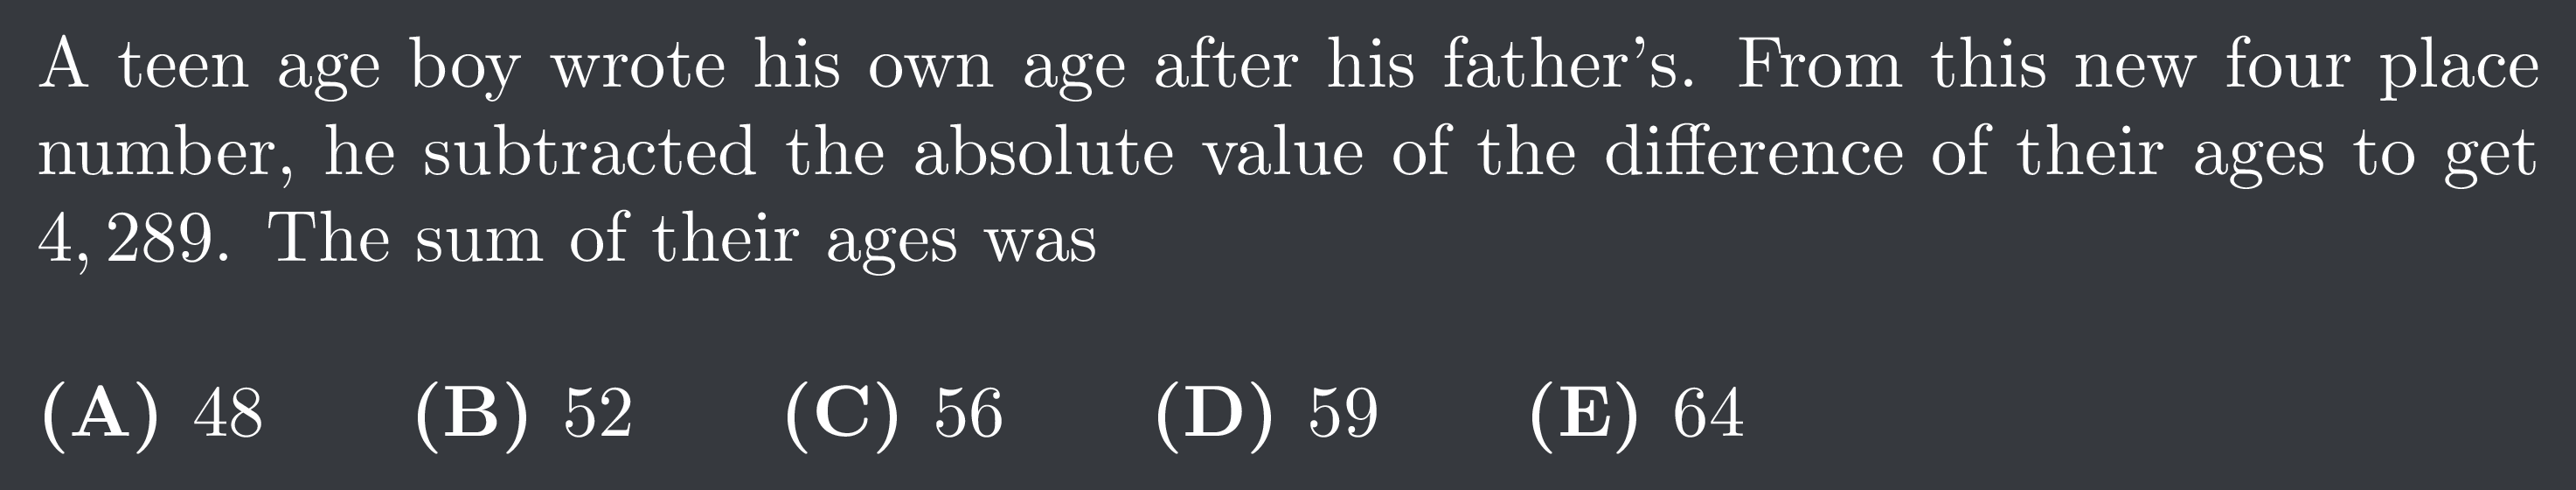 A teen age boy wrote his own age after his father's. From this new four place
number, he subtracted the absolute value of the difference of their ages to get
4, 289. The sum of their ages was
(A) 48 (B) 52 (C) 56 (D) 59 (E) 64